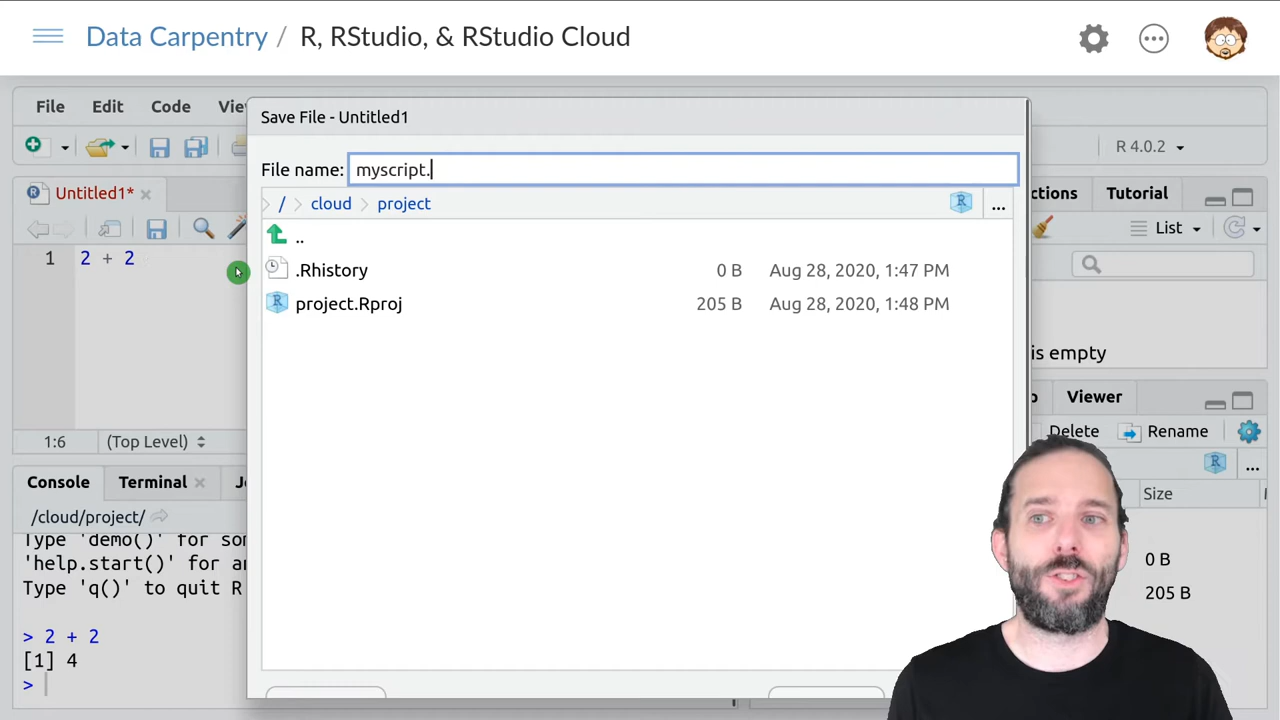 Data Carpentry / R, RStudio, & RStudio Cloud
File Edit Code
R 4.0.2
Save File - Untitled1
File name: myscript.
/ cloud project ...
..
.Rhistory 0 B Aug 28, 2020, 1:47 PM
project.Rproj 205 B Aug 28, 2020, 1:48 PM
Untitled1*
1 2 + 2
1:6 (Top Level)
Console Terminal
/cloud/project/
Type 'demo()' for
'help.start()' for
Type 'q()' to quit R
> 2 + 2
[1] 4
>
Tutorial
List
is empty
Viewer
Delete Rename
...
Size
0 B
205 B